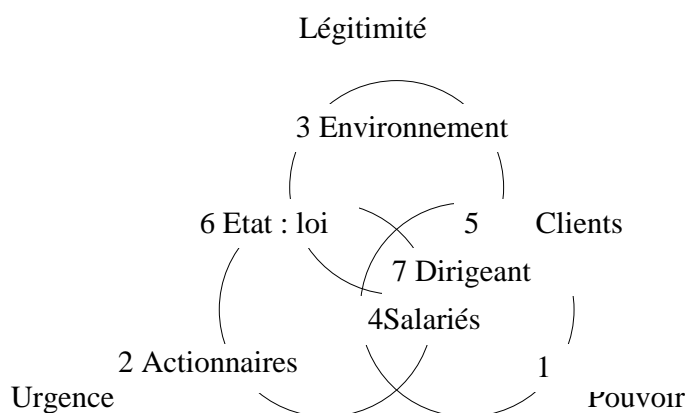 Légitimité
3 Environnement
6 Etat : loi
5 Clients
7 Dirigeant
4Salariés
2 Actionnaires
1
Urgence
Pouvoir